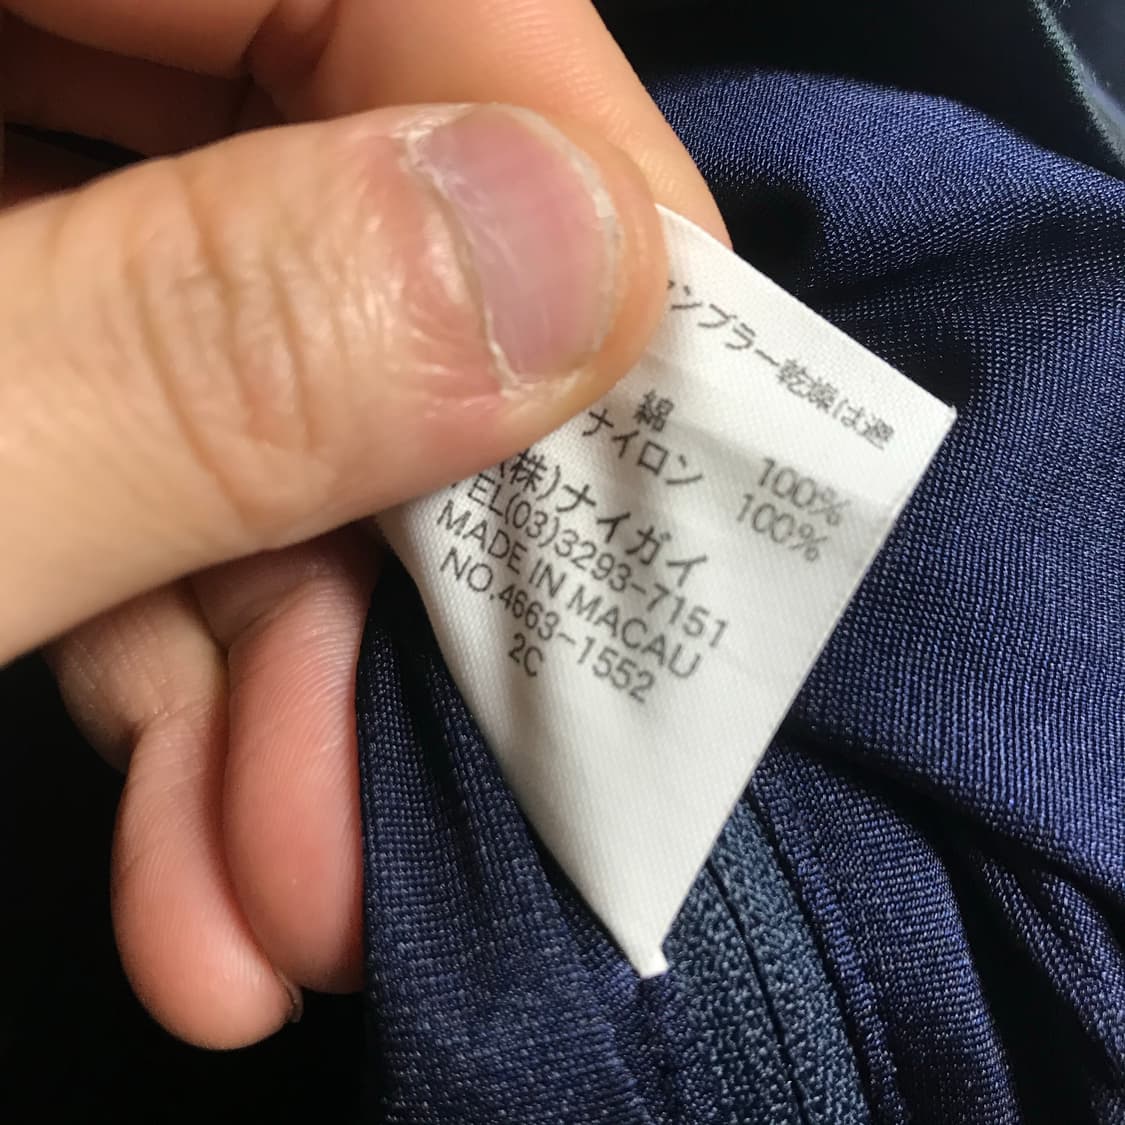 ンブラー乾燥は避
綿 100%
ナイロン 100%
(株)ナイガイ
TEL(03)3293-7151
MADE IN MACAU
NO.4663-1552
2C